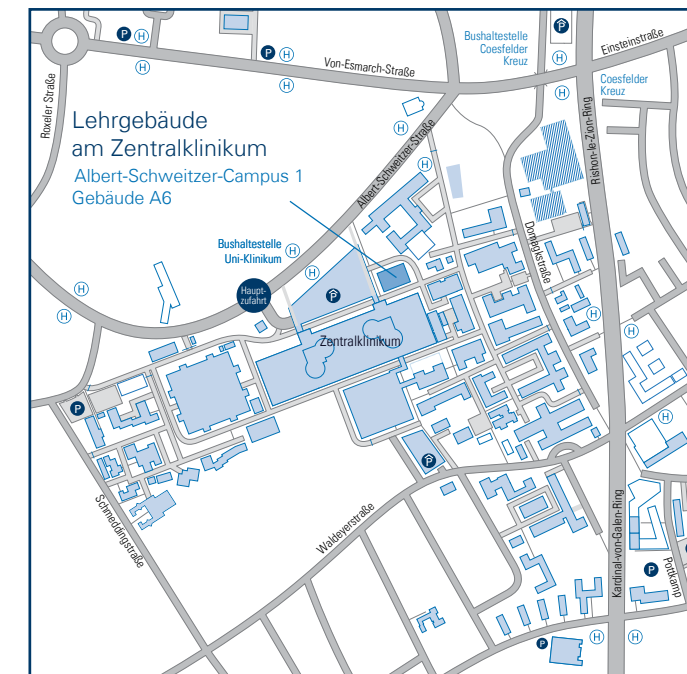 P
H
P
H
H
H
Von-Esmarch-Straße
Bushaltestelle
Coesfelder
Kreuz
P
H
H
Einsteinstraße
Coesfelder
Kreuz
Roxeler Straße
Lehrgebäude
am Zentralklinikum
Albert-Schweitzer-Campus 1
Gebäude A6
Albert-Schweitzer-Straße
H
H
Rishon-le-Zion-Ring
Domagkstraße
Bushaltestelle
Uni-Klinikum
H
H
Haupt-
zufahrt
P
H
H
Zentralklinikum
H
H
P
H
P
Schmeddingstraße
Waldeyerstraße
Kardinal-von-Galen-Ring
Pottkamp
P
P
H
H